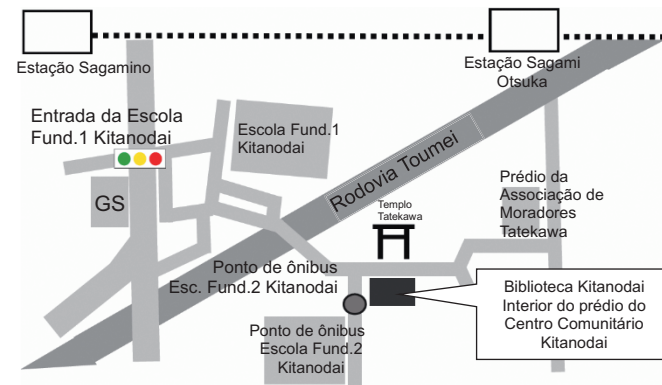 Estação Sagamino
Estação Sagami
Otsuka
Entrada da Escola
Fund.1 Kitanodai
Escola Fund.1
Kitanodai
Rodovia Toumei
GS
Templo
Tatekawa
Prédio da
Associação de
Moradores
Tatekawa
Ponto de ônibus
Esc. Fund.2 Kitanodai
Biblioteca Kitanodai
Interior do prédio do
Centro Comunitário
Kitanodai
Ponto de ônibus
Escola Fund.2
Kitanodai